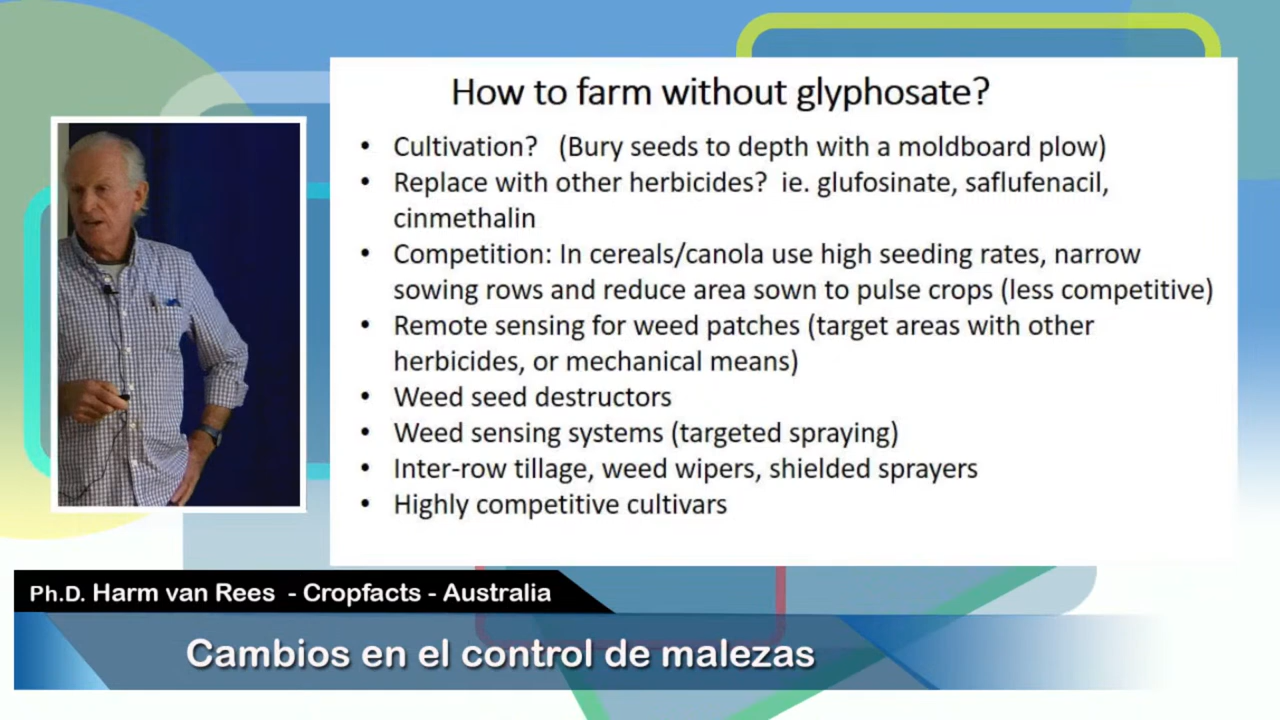 How to farm without glyphosate?
• Cultivation? (Bury seeds to depth with a moldboard plow)
• Replace with other herbicides? ie. glufosinate, saflufenacil,
cinmethalin
• Competition: In cereals/canola use high seeding rates, narrow
sowing rows and reduce area sown to pulse crops (less competitive)
• Remote sensing for weed patches (target areas with other
herbicides, or mechanical means)
• Weed seed destructors
• Weed sensing systems (targeted spraying)
• Inter-row tillage, weed wipers, shielded sprayers
• Highly competitive cultivars
Ph.D. Harm van Rees - Cropfacts - Australia
Cambios en el control de malezas